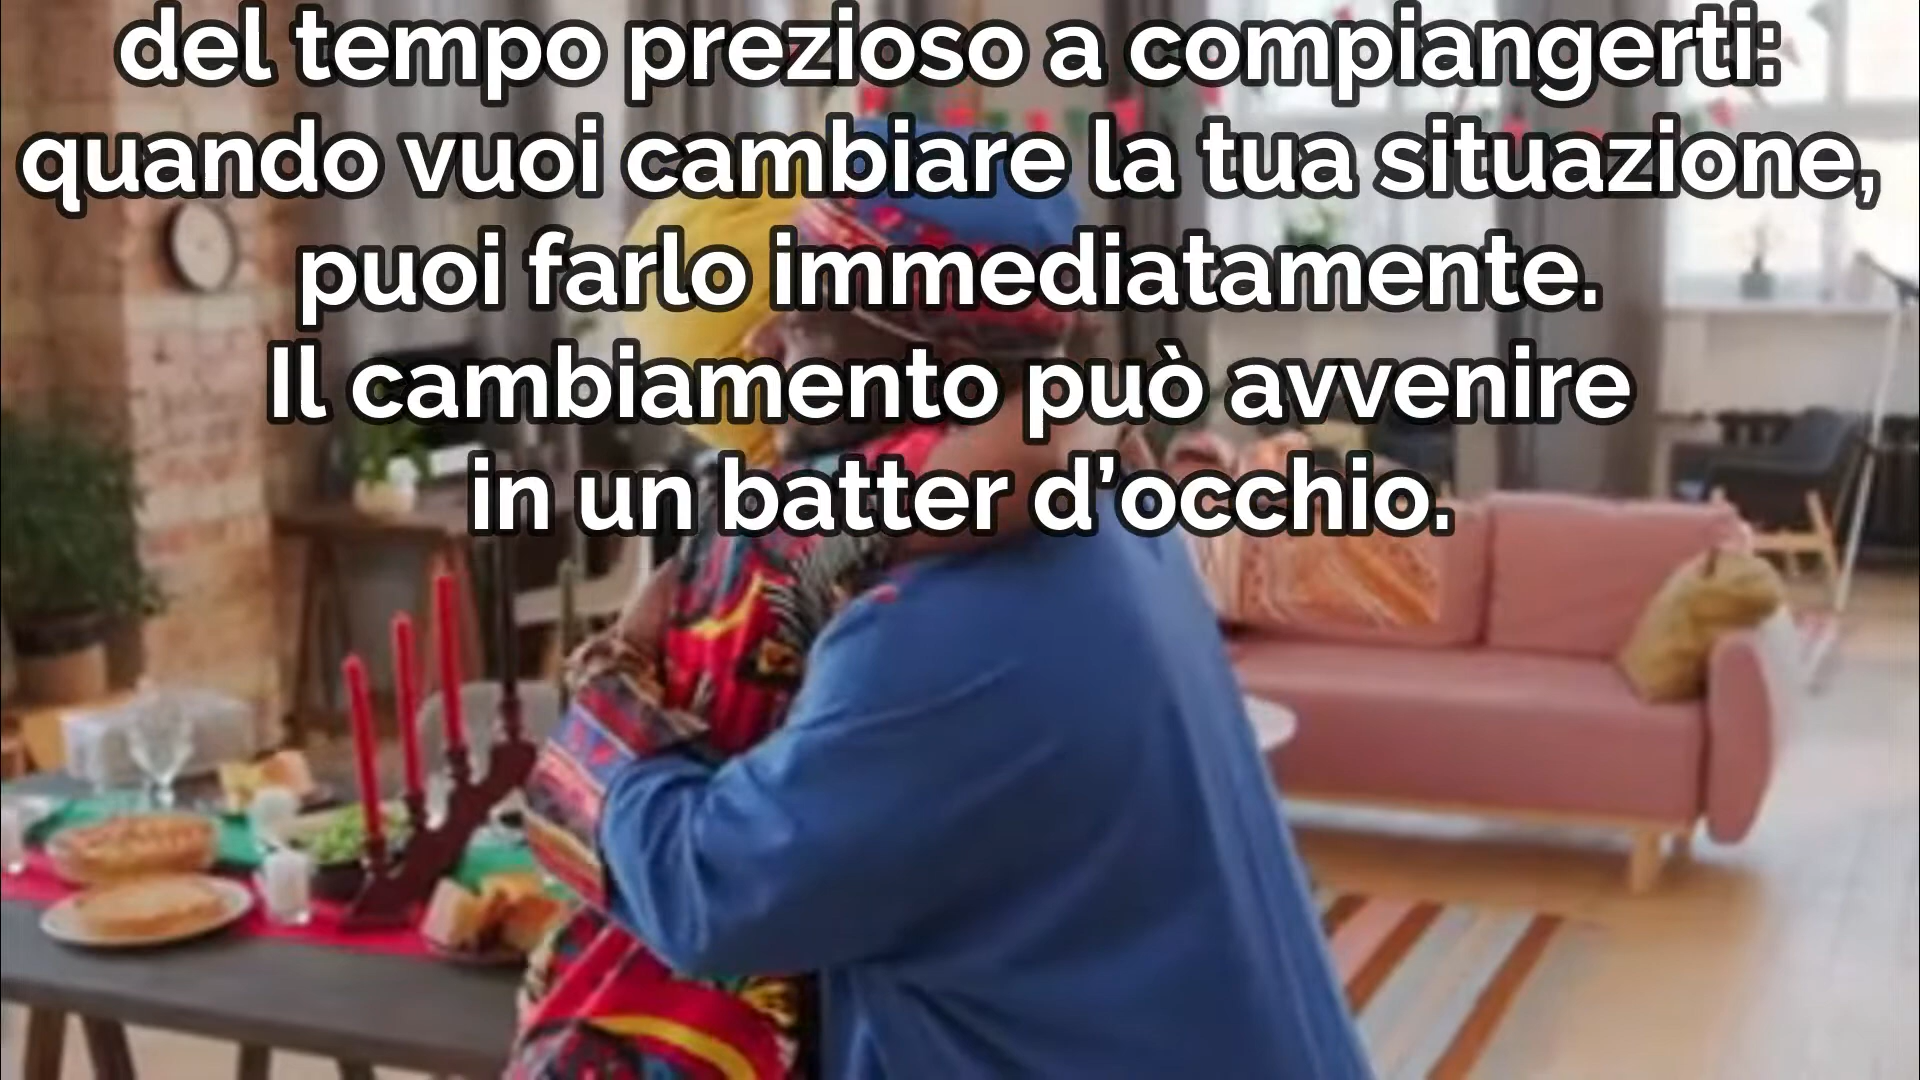 del tempo prezioso a compiangerti:
quando vuoi cambiare la tua situazione,
puoi farlo immediatamente.
Il cambiamento può avvenire
in un batter d’occhio.